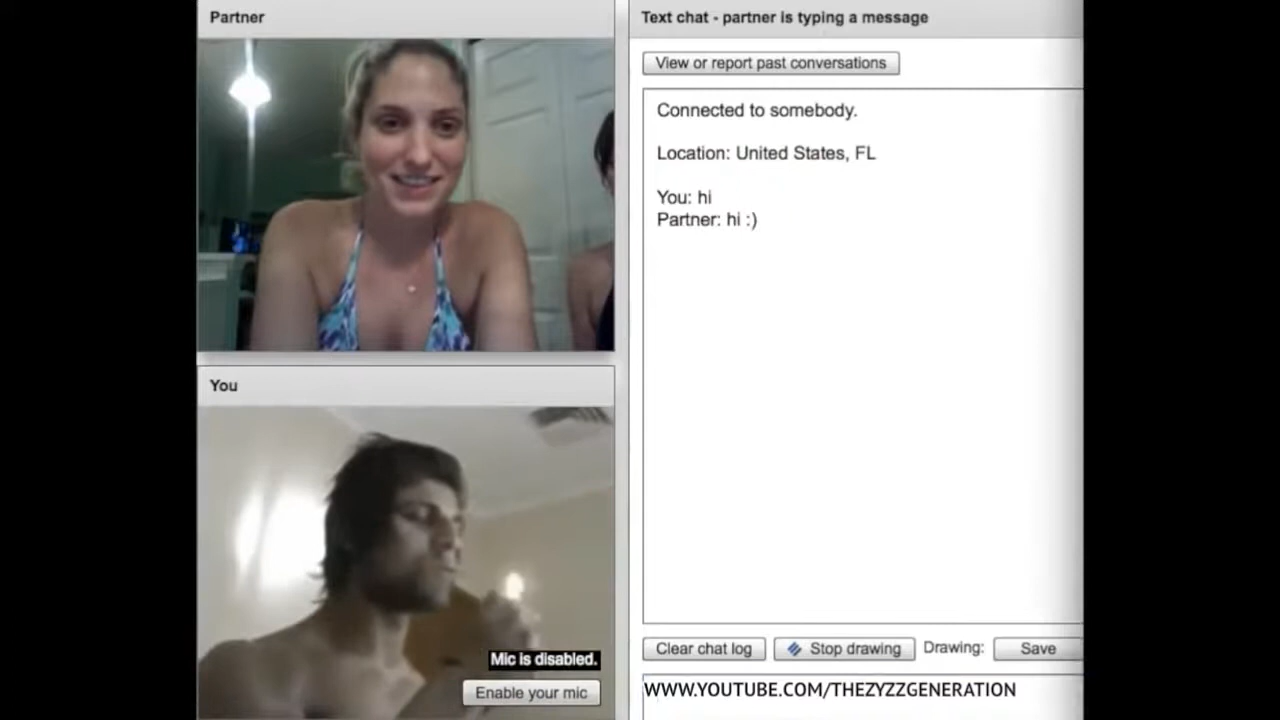 Partner
Text chat - partner is typing a message
View or report past conversations
Connected to somebody.
Location: United States, FL
You: hi
Partner: hi :)
You
Mic is disabled.
Enable your mic
Clear chat log
Stop drawing
Drawing:
Save
WWW.YOUTUBE.COM/THEZYZZGENERATION